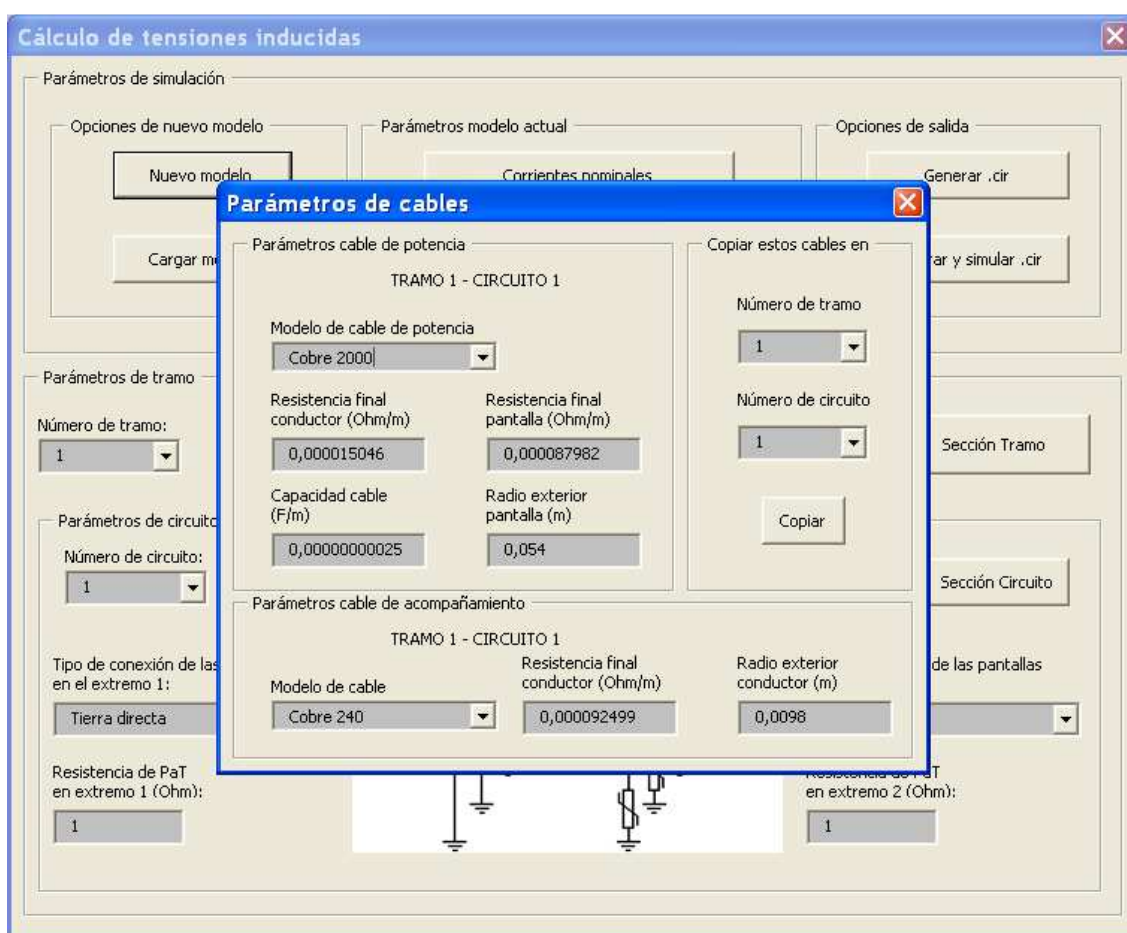 Cálculo de tensiones inducidas
Parámetros de simulación
Opciones de nuevo modelo
Parámetros modelo actual
Opciones de salida
Nuevo modelo
Corrientes nominales
Generar .cir
Cargar
rar y simular .cir
Parámetros de cables
Parámetros cable de potencia
TRAMO 1 - CIRCUITO 1
Modelo de cable de potencia
Cobre 2000
Resistencia final
conductor (Ohm/m)
Resistencia final
pantalla (Ohm/m)
0,000015046
0,000087982
Capacidad cable
(F/m)
Radio exterior
pantalla (m)
0,00000000025
0,054
Copiar estos cables en
Número de tramo
1
Número de circuito
1
Copiar
Parámetros cable de acompañamiento
TRAMO 1 - CIRCUITO 1
Modelo de cable
Resistencia final
conductor (Ohm/m)
Radio exterior
conductor (m)
Cobre 240
0,000092499
0,0098
Parámetros de tramo
Número de tramo:
1
Sección Tramo
Parámetros de circuito
Número de circuito:
1
Sección Circuito
Tipo de conexión de las
en el extremo 1:
Tierra directa
de las pantallas
Resistencia de PaT
en extremo 1 (Ohm):
1
en extremo 2 (Ohm):
1